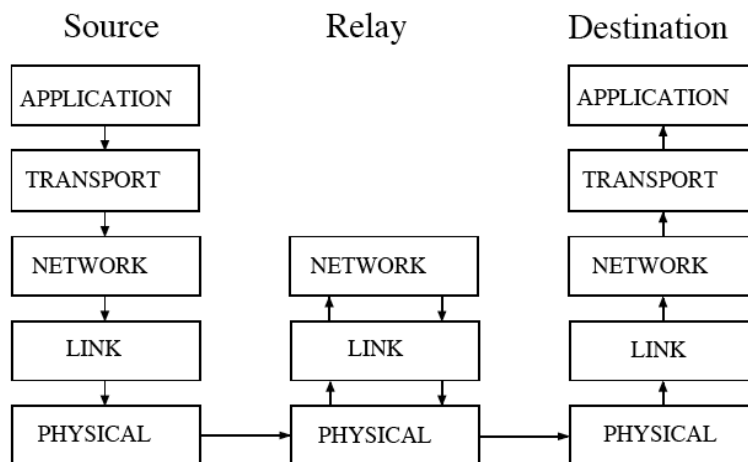 Source Relay Destination
APPLICATION APPLICATION
TRANSPORT TRANSPORT
NETWORK NETWORK NETWORK
LINK LINK LINK
PHYSICAL PHYSICAL PHYSICAL